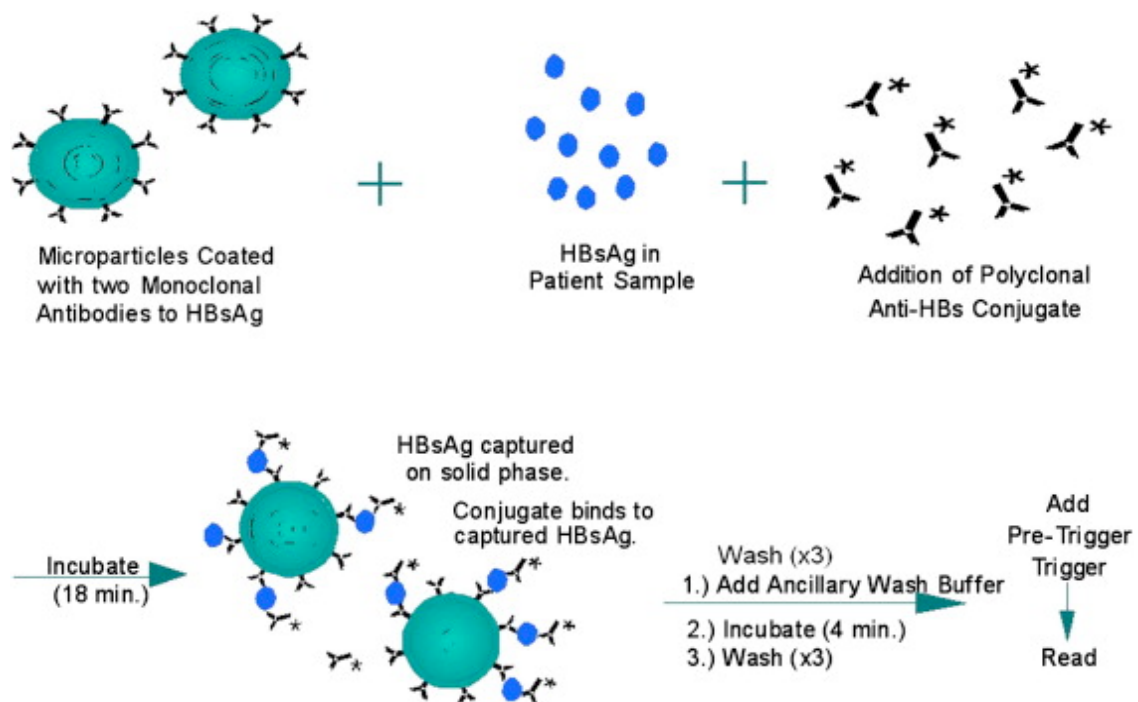 Microparticles Coated
with two Monoclonal
Antibodies to HBsAg
+
HBsAg in
Patient Sample
+
Addition of Polyclonal
Anti-HBs Conjugate
Incubate
(18 min.)
HBsAg captured
on solid phase.
Conjugate binds to
captured HBsAg.
Wash (x3)
1.) Add Ancillary Wash Buffer
2.) Incubate (4 min.)
3.) Wash (x3)
Add
Pre-Trigger
Trigger
Read